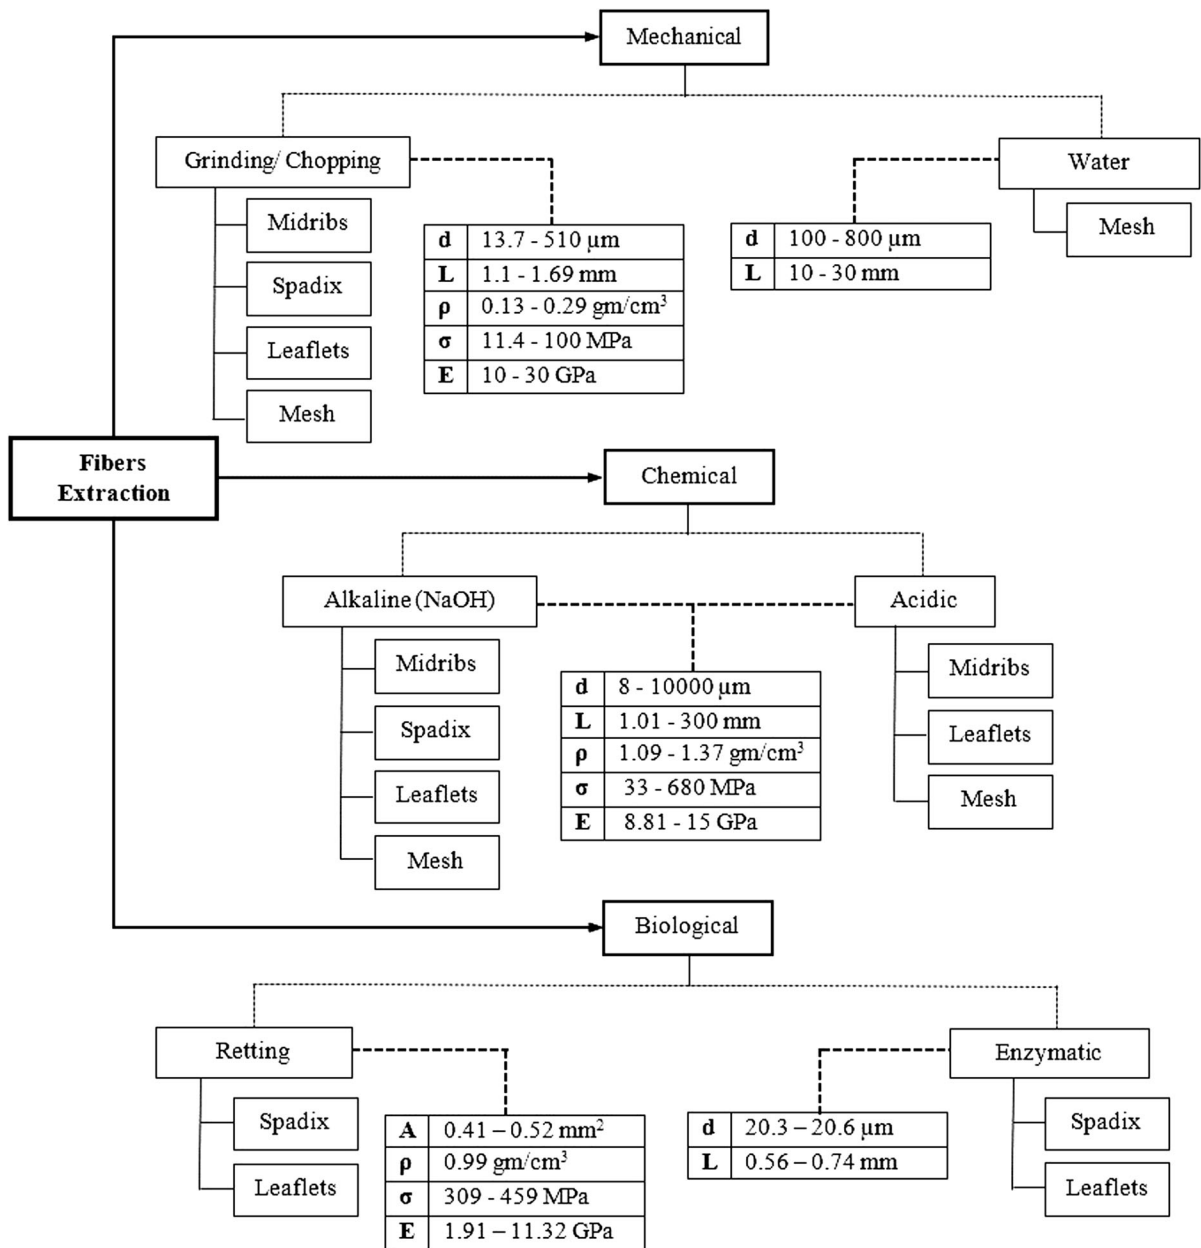 Mechanical
Grinding/ Chopping
Water
Midribs
Spadix
Leaflets
Mesh
d 13.7 - 510 µm
L 1.1 - 1.69 mm
ρ 0.13 - 0.29 gm/cm³
σ 11.4 - 100 MPa
E 10 - 30 GPa
d 100 - 800 µm
L 10 - 30 mm
Mesh
Fibers
Extraction
Chemical
Alkaline (NaOH)
Acidic
Midribs
Spadix
Leaflets
Mesh
d 8 - 10000 µm
L 1.01 - 300 mm
ρ 1.09 - 1.37 gm/cm³
σ 33 - 680 MPa
E 8.81 - 15 GPa
Midribs
Leaflets
Mesh
Biological
Retting
Enzymatic
Spadix
Leaflets
A 0.41 – 0.52 mm²
ρ 0.99 gm/cm³
σ 309 - 459 MPa
E 1.91 – 11.32 GPa
d 20.3 – 20.6 µm
L 0.56 – 0.74 mm
Spadix
Leaflets